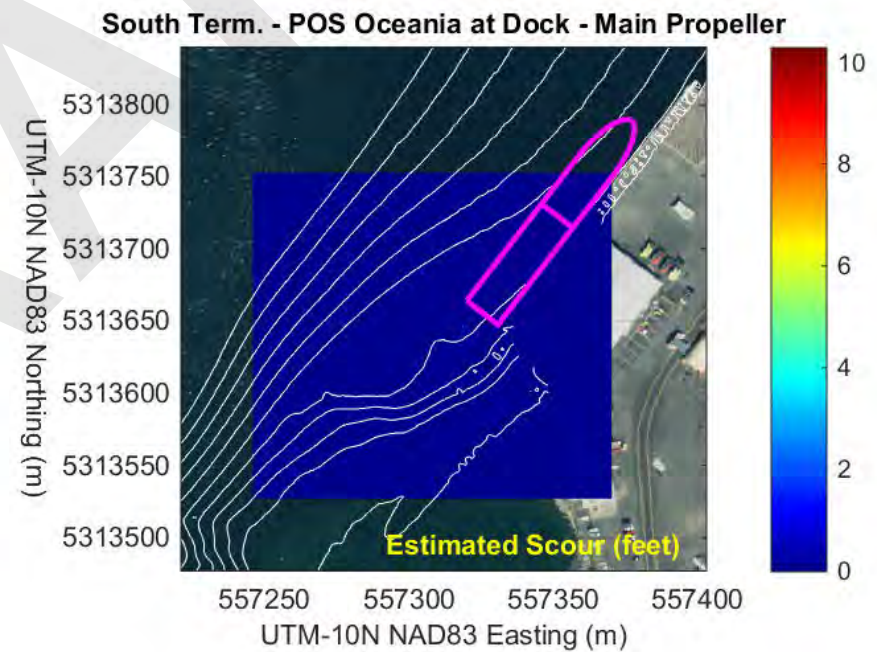 South Term. - POS Oceania at Dock - Main Propeller
UTM-10N NAD83 Northing (m)
5313800
5313750
5313700
5313650
5313600
5313550
5313500
Estimated Scour (feet)
557250 557300 557350 557400
UTM-10N NAD83 Easting (m)
10
8
6
4
2
0